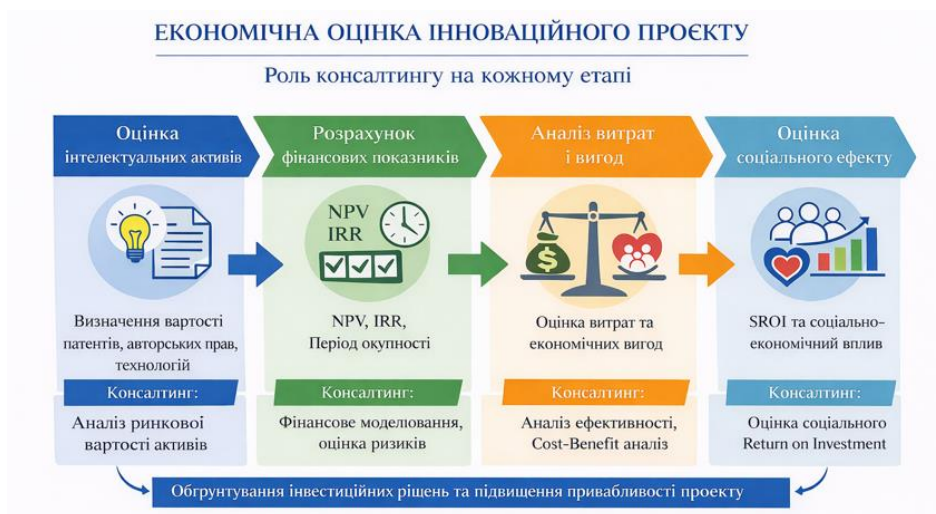 ЕКОНОМІЧНА ОЦІНКА ІННОВАЦІЙНОГО ПРОЄКТУ
Роль консалтингу на кожному етапі
Оцінка
інтелектуальних активів
Розрахунок
фінансових показників
Аналіз витрат
і вигод
Оцінка
соціального ефекту
NPV
IRR
$
Визначення вартості
патентів, авторських прав,
технологій
NPV, IRR,
Період окупності
Оцінка витрат та
економічних вигод
SROI та соціально-
економічний вплив
Консалтинг:
Аналіз ринкової
вартості активів
Консалтинг:
Фінансове моделювання,
оцінка ризиків
Консалтинг:
Аналіз ефективності,
Cost-Benefit аналіз
Консалтинг:
Оцінка соціального
Return on Investment
Обґрунтування інвестиційних рішень та підвищення привабливості проекту